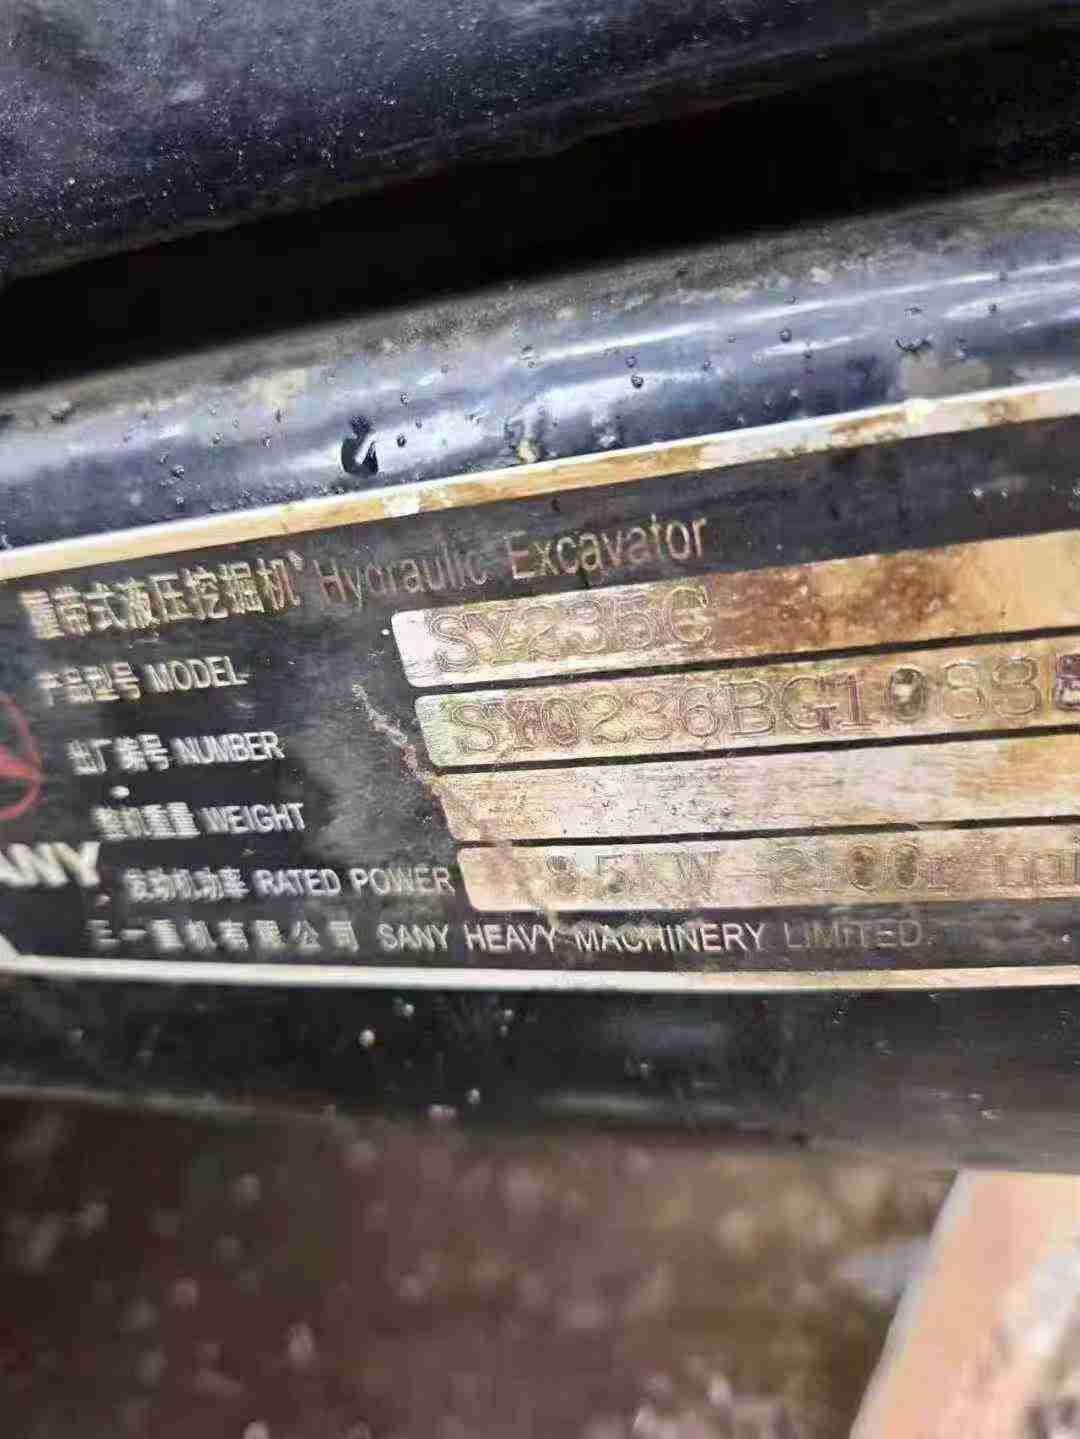 履带式液压挖掘机 Hydraulic Excavator
产品型号 MODEL SY235C
出厂编号 NUMBER SY0236BG1033
整机重量 WEIGHT
发动机功率 RATED POWER
三一重机有限公司 SANY HEAVY MACHINERY LIMITED.